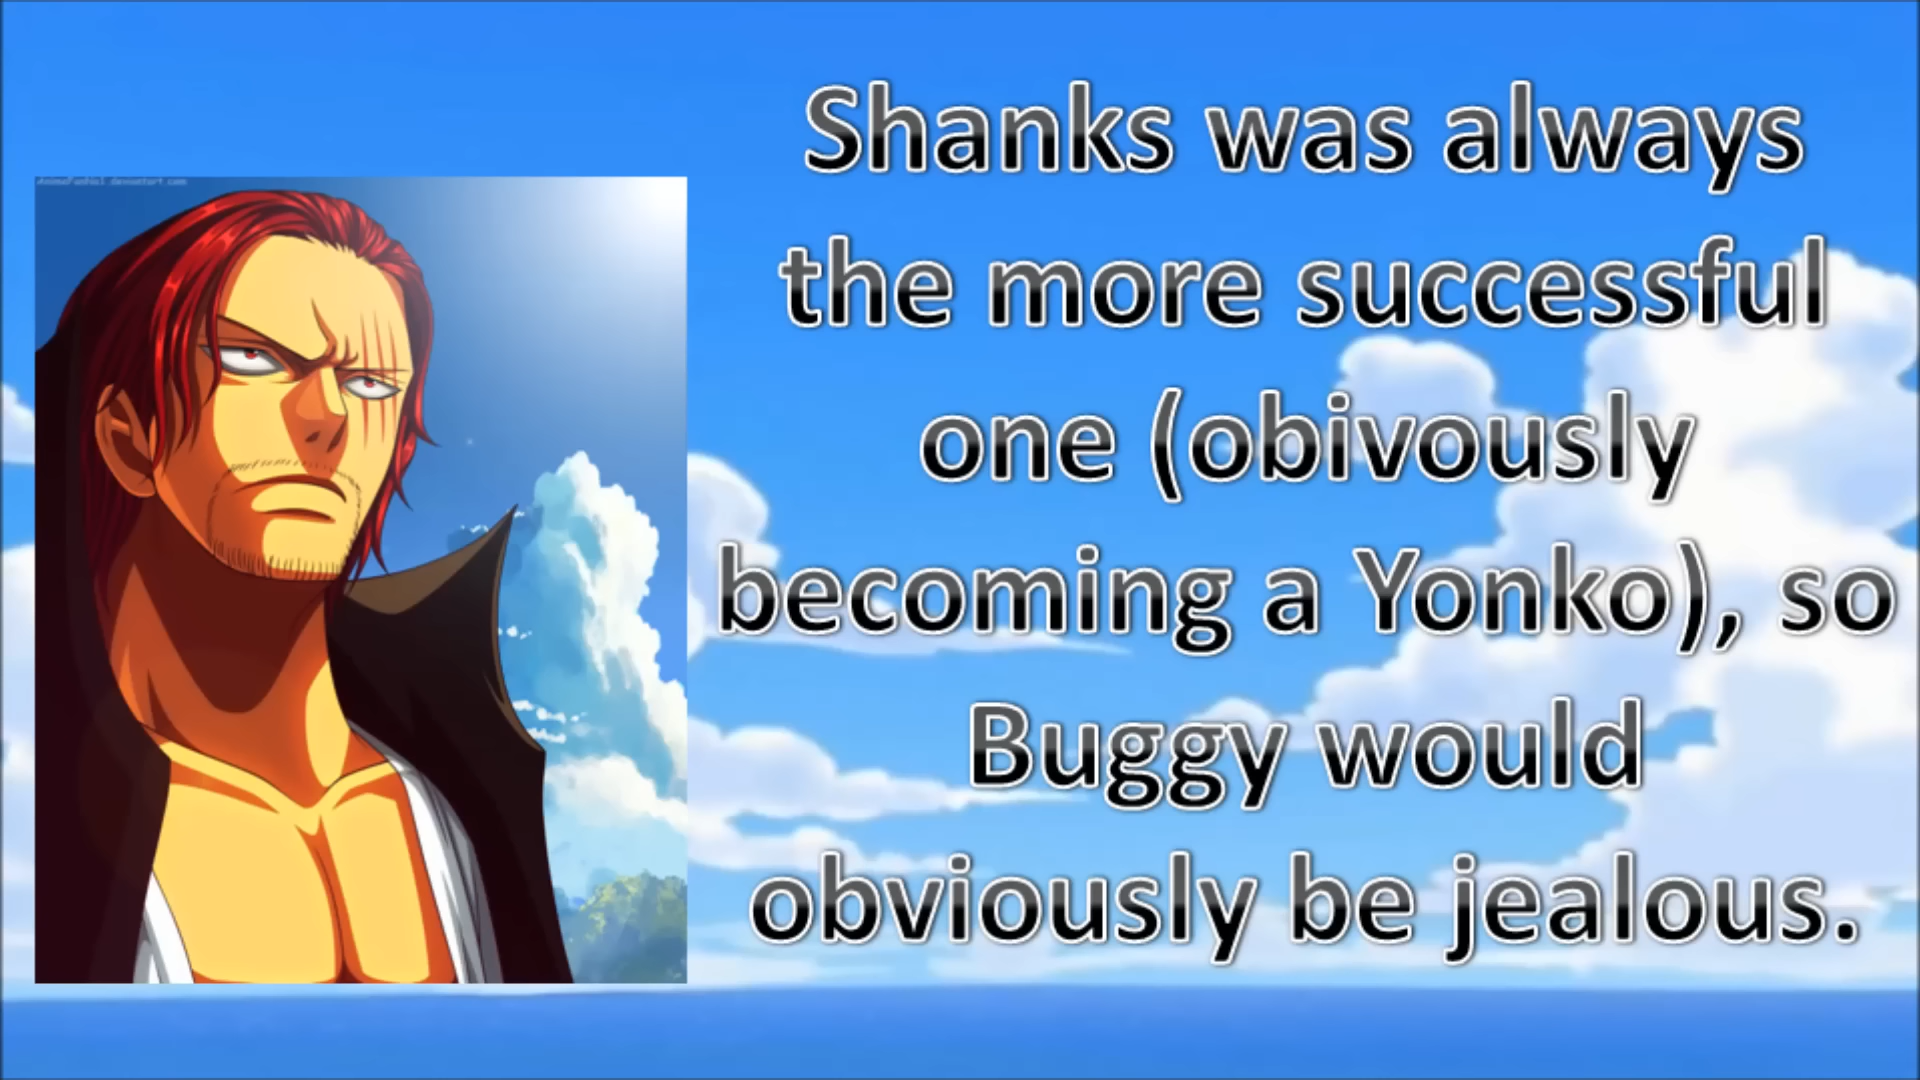 Shanks was always
the more successful
one (obivously
becoming a Yonko), so
Buggy would
obviously be jealous.